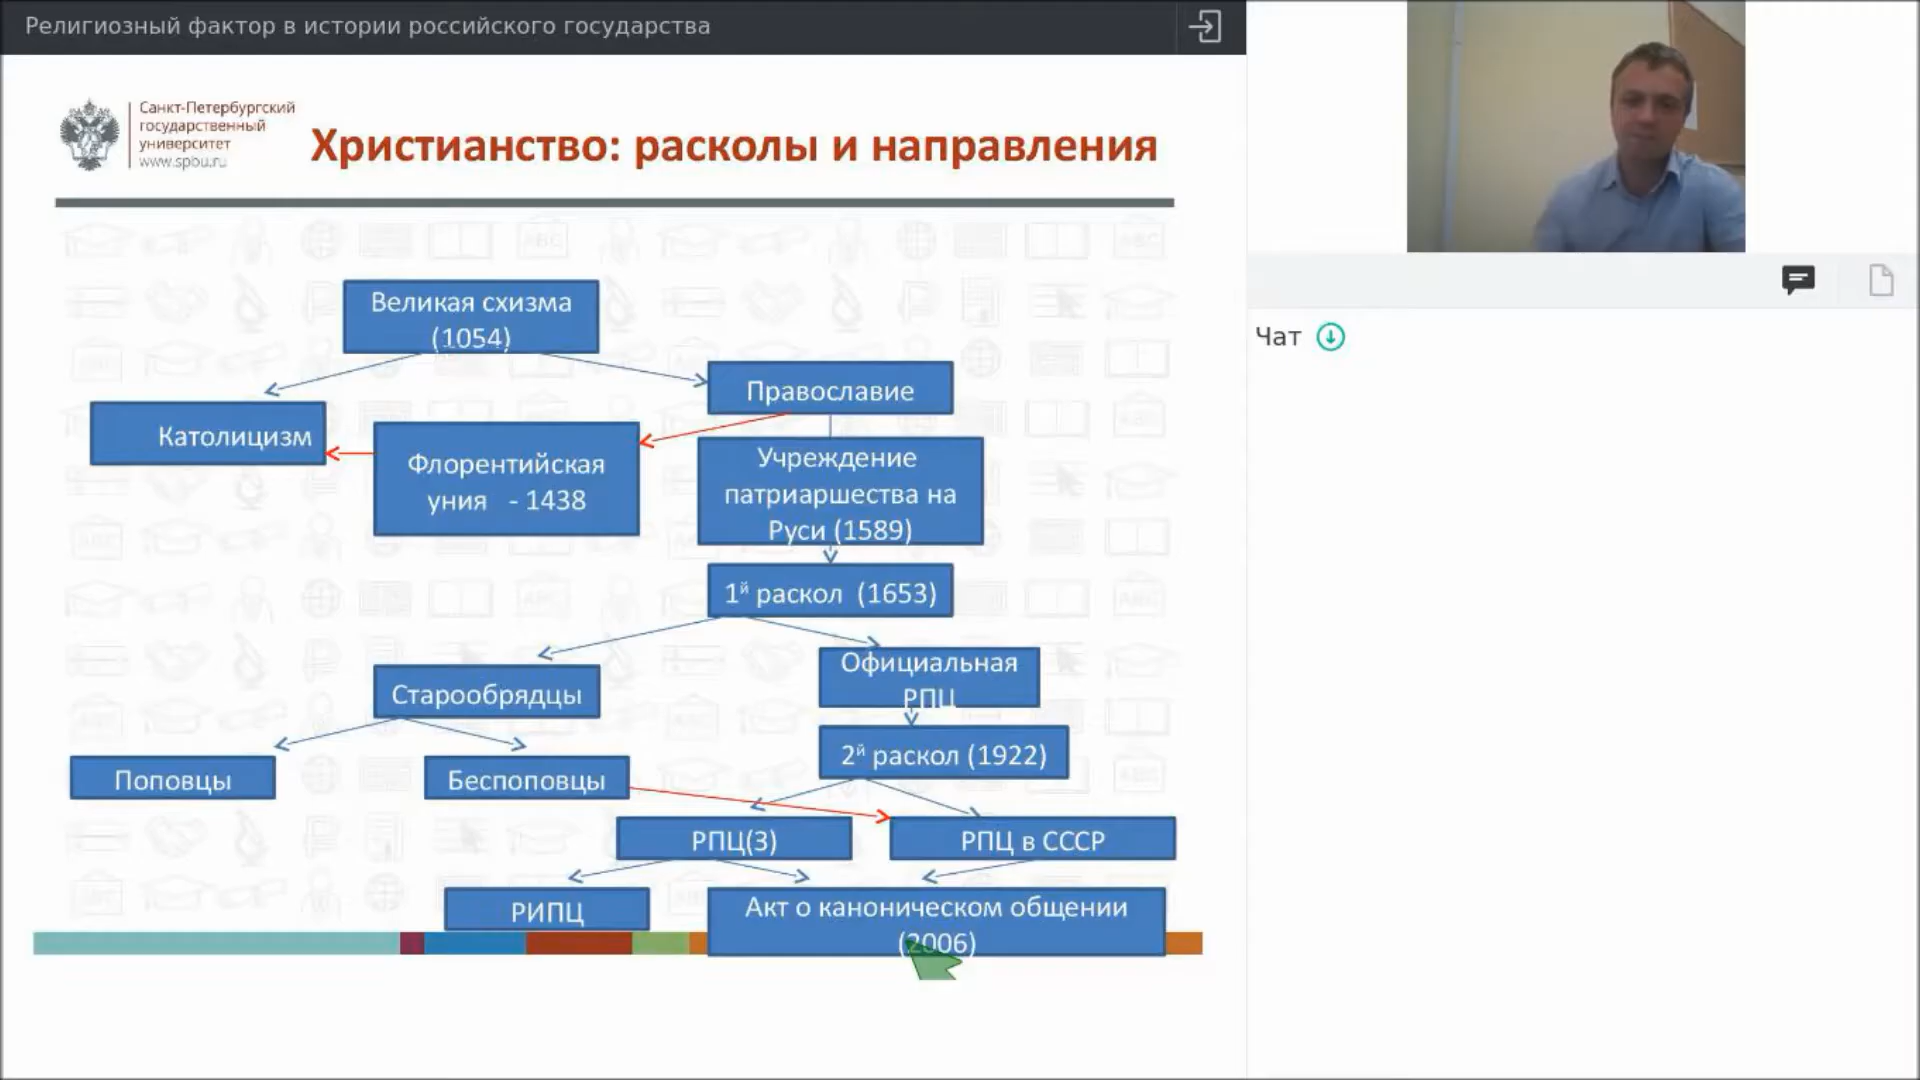 Религиозный фактор в истории российского государства
Санкт-Петербургский
государственный
университет
www.spbu.ru
Христианство: расколы и направления
Великая схизма
(1054)
Православие
Католицизм
Флорентийская
уния - 1438
Учреждение
патриаршества на
Руси (1589)
1й раскол (1653)
Старообрядцы
Официальная
РПЦ
2й раскол (1922)
Поповцы
Беспоповцы
РПЦ(З)
РПЦ в СССР
РИПЦ
Акт о каноническом общении
(2006)
Чат